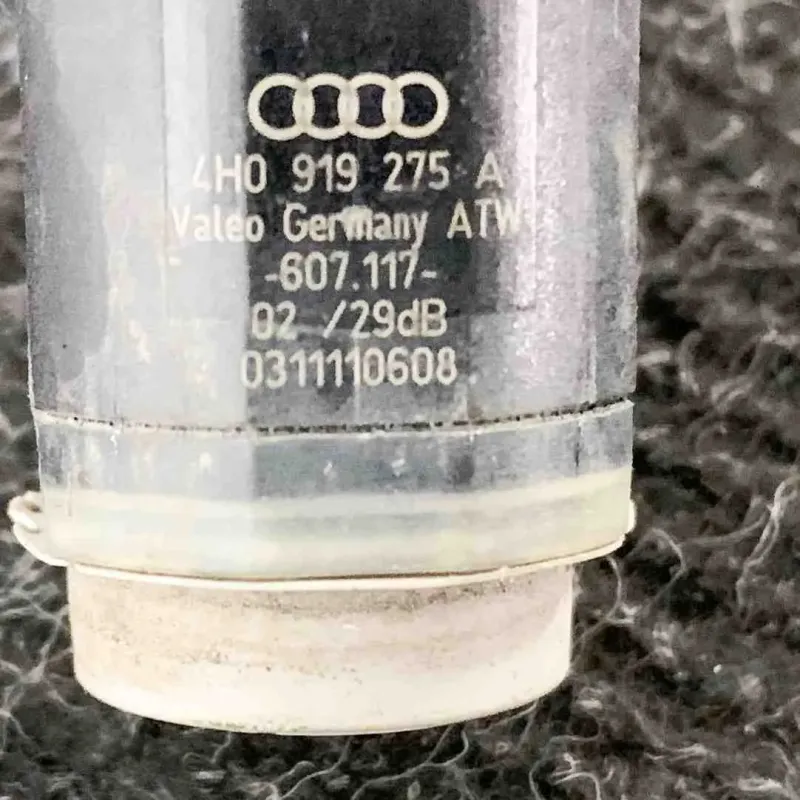 4H0 919 275 A
Valeo Germany ATW
-607.117-
02 /29dB
0311110608